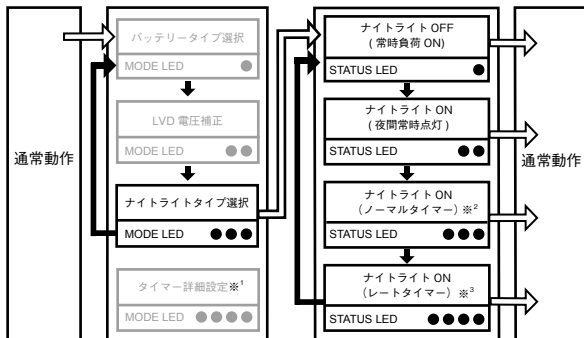 通常動作
バッテリータイプ選択
MODE LED
LVD 電圧補正
MODE LED
ナイトライトタイプ選択
MODE LED
タイマー詳細設定※1
MODE LED
ナイトライト OFF
( 常時負荷 ON)
STATUS LED
ナイトライト ON
( 夜間常時点灯 )
STATUS LED
ナイトライト ON
（ノーマルタイマー）※2
STATUS LED
ナイトライト ON
（レートタイマー）※3
STATUS LED
通常動作